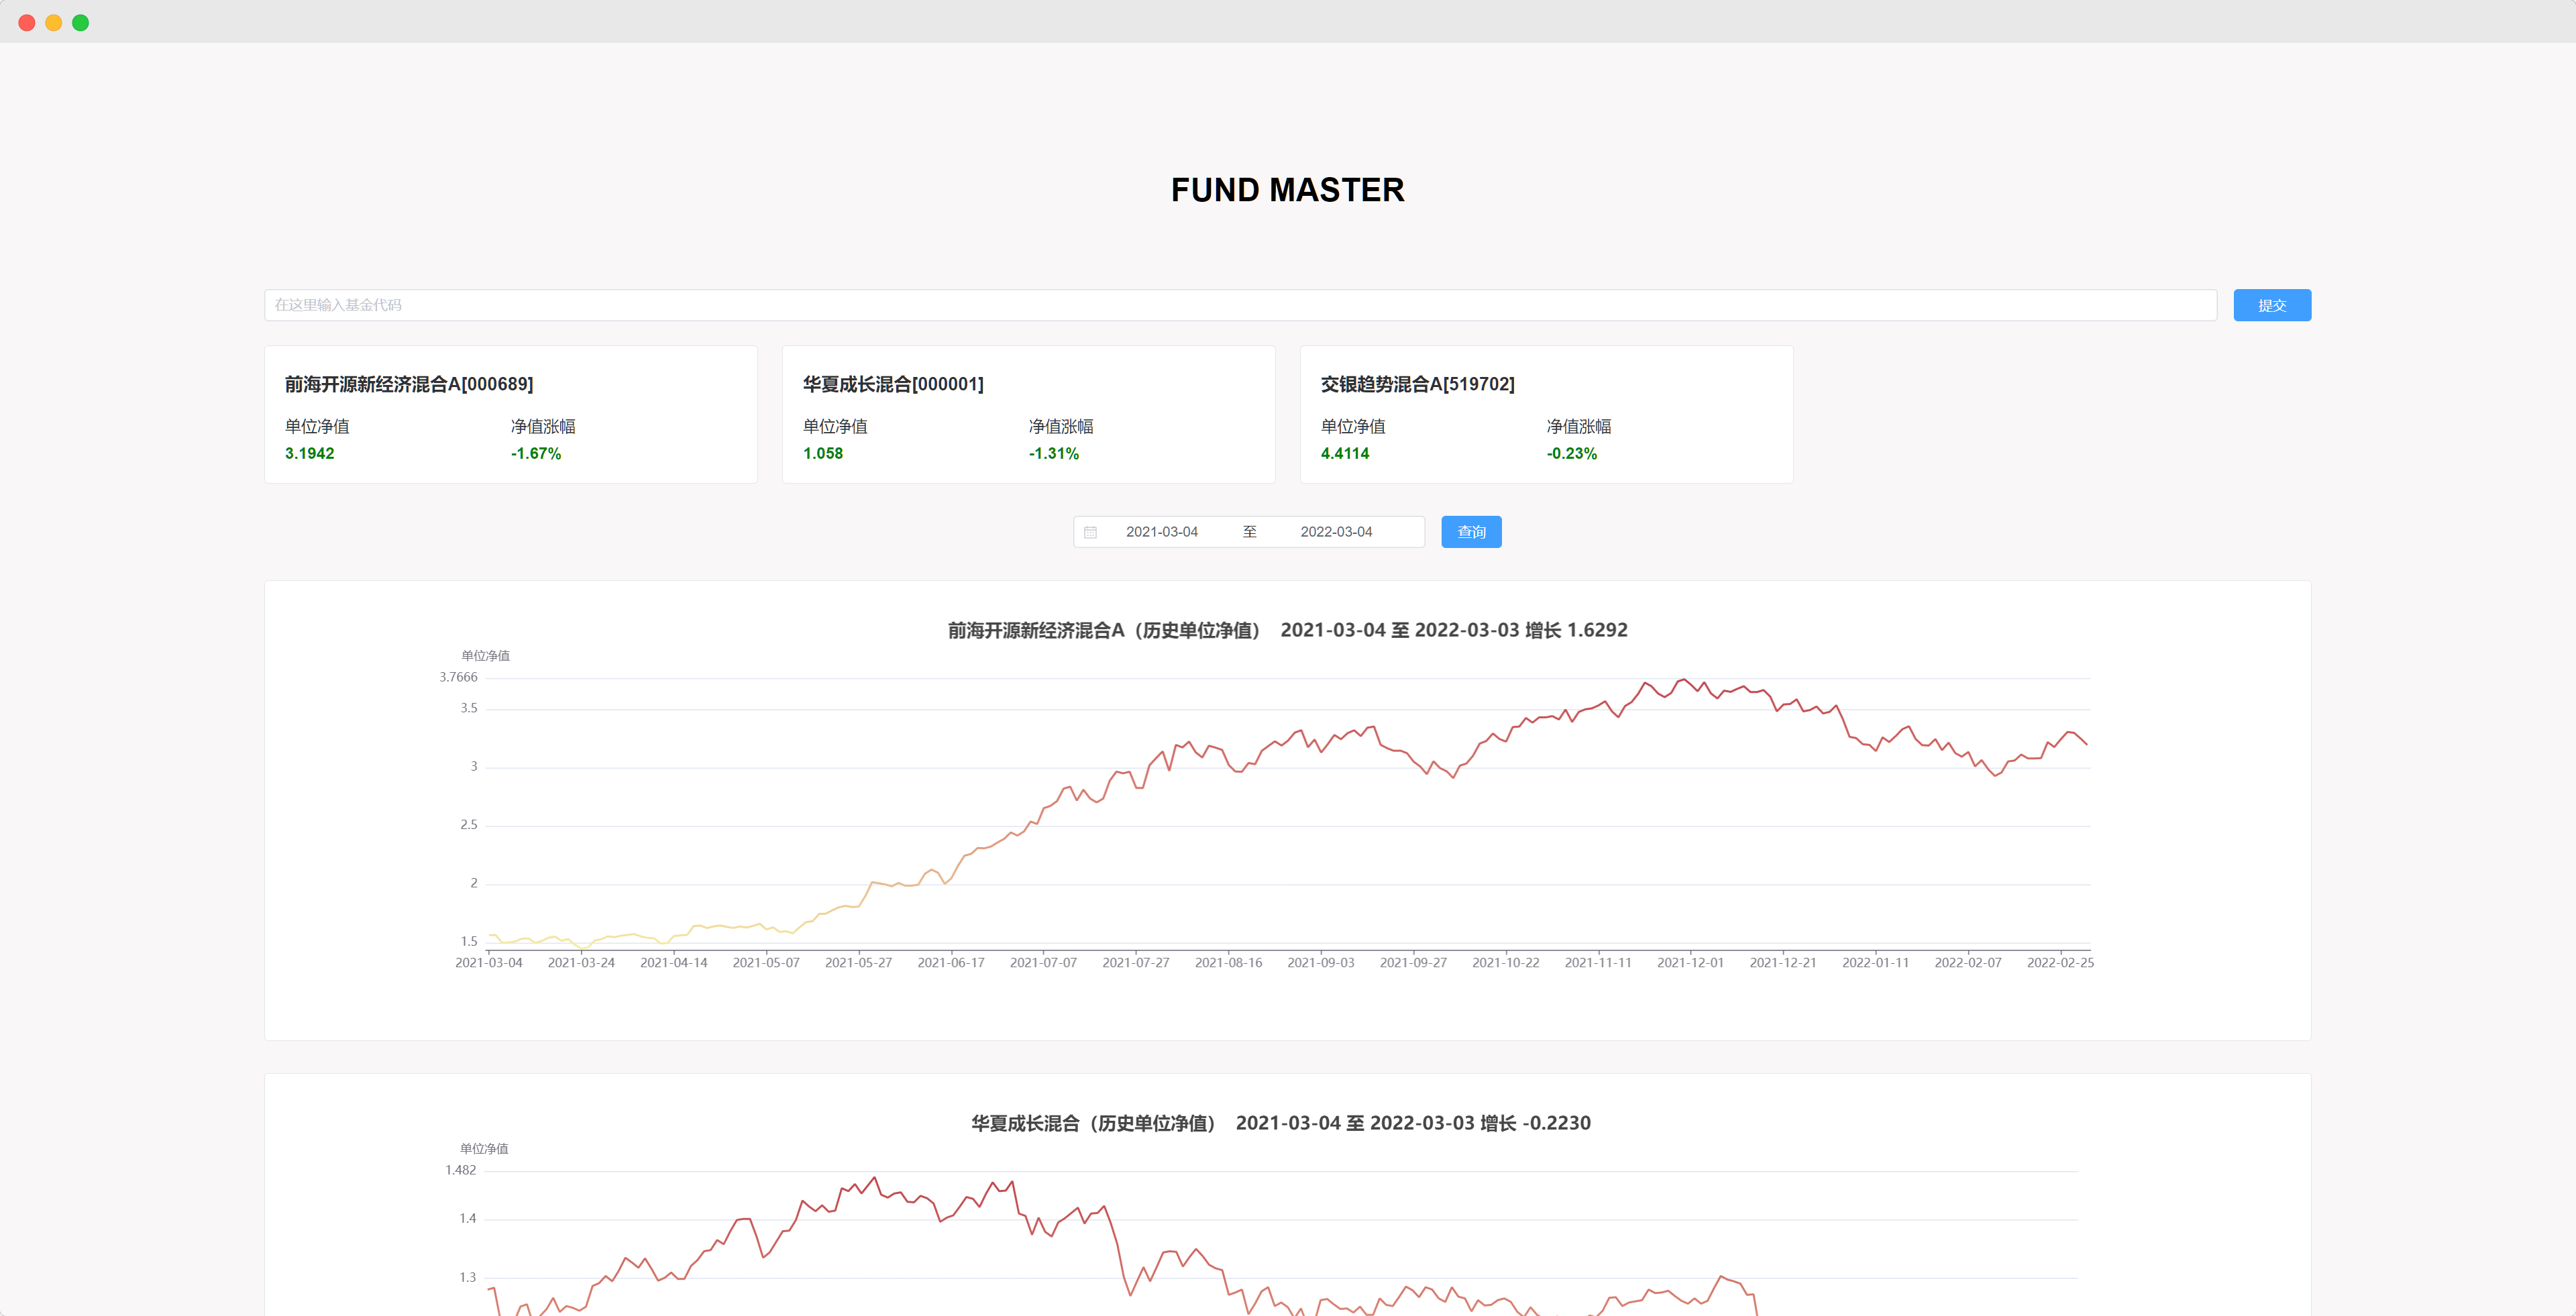 FUND MASTER
在这里输入基金代码
提交
前海开源新经济混合A[000689]
单位净值 净值涨幅
3.1942 -1.67%
华夏成长混合[000001]
单位净值 净值涨幅
1.058 -1.31%
交银趋势混合A[519702]
单位净值 净值涨幅
4.4114 -0.23%
2021-03-04 至 2022-03-04 查询
前海开源新经济混合A（历史单位净值） 2021-03-04 至 2022-03-03 增长 1.6292
单位净值
3.7666
3.5
3
2.5
2
1.5
2021-03-04 2021-03-24 2021-04-14 2021-05-07 2021-05-27 2021-06-17 2021-07-07 2021-07-27 2021-08-16 2021-09-03 2021-09-27 2021-10-22 2021-11-11 2021-12-01 2021-12-21 2022-01-11 2022-02-07 2022-02-25
华夏成长混合（历史单位净值） 2021-03-04 至 2022-03-03 增长 -0.2230
单位净值
1.482
1.4
1.3